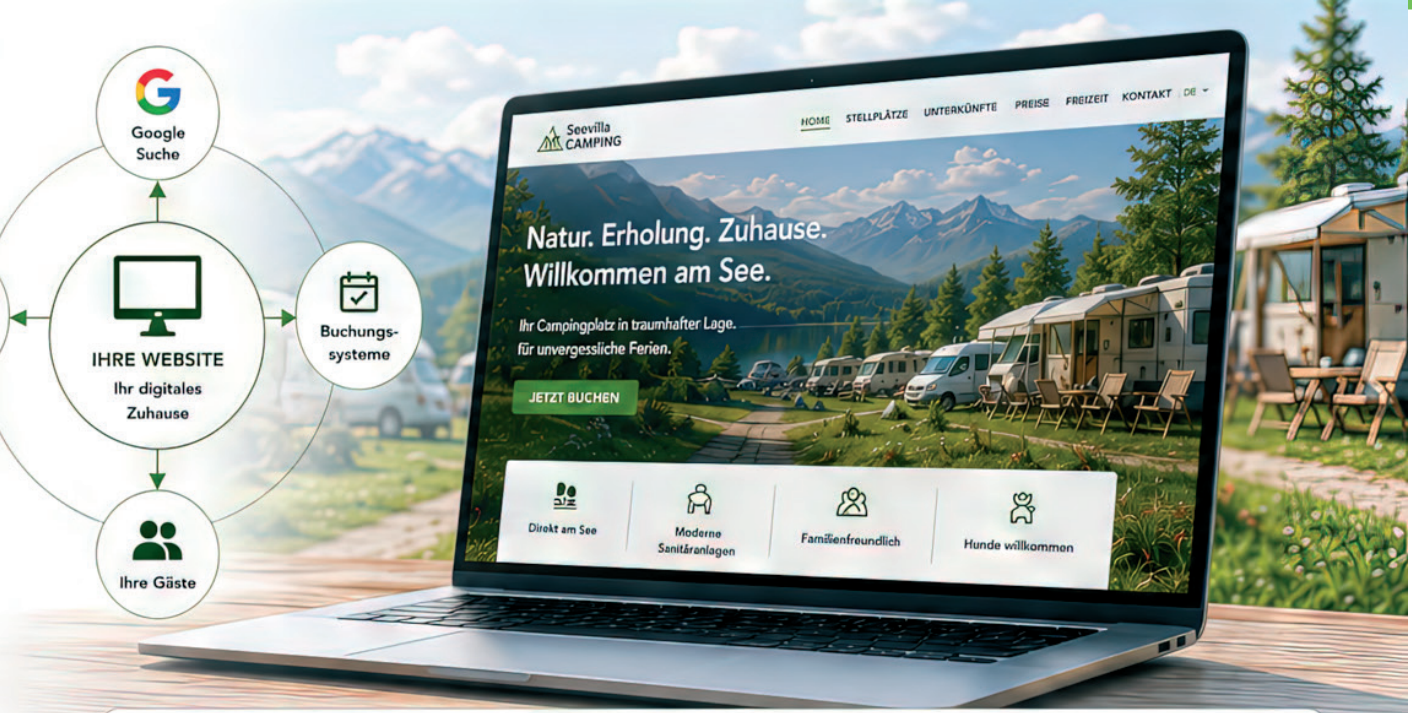 Google
Suche
IHRE WEBSITE
Ihr digitales
Zuhause
Buchungs-
systeme
Ihre Gäste
Seevilla
CAMPING
HOME STELLPLÄTZE UNTERKÜNFTE PREISE FREIZEIT KONTAKT DE
Natur. Erholung. Zuhause.
Willkommen am See.
Ihr Campingplatz in traumhafter Lage.
für unvergessliche Ferien.
JETZT BUCHEN
Direkt am See
Moderne
Sanitäranlagen
Familienfreundlich
Hunde willkommen